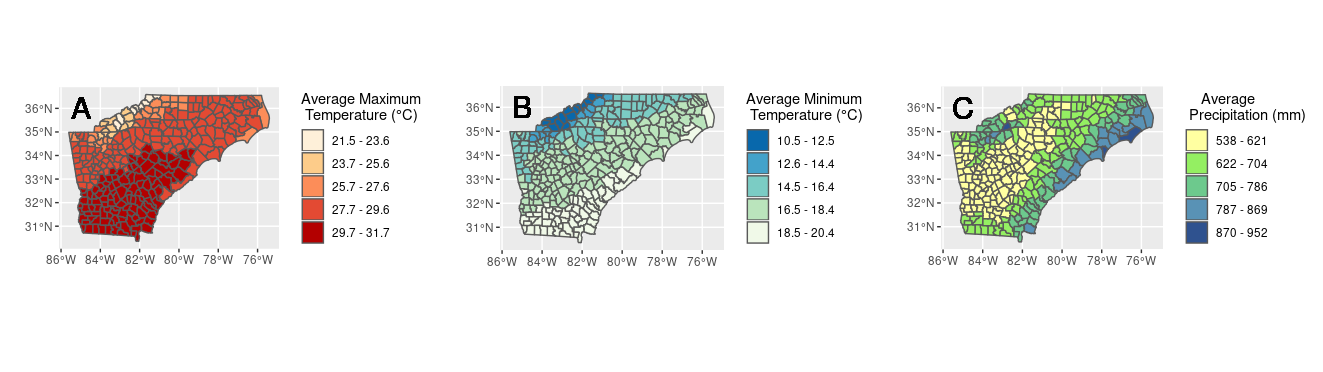 A
36°N
35°N
34°N
33°N
32°N
31°N
86°W 84°W 82°W 80°W 78°W 76°W
Average Maximum
Temperature (°C)
21.5 - 23.6
23.7 - 25.6
25.7 - 27.6
27.7 - 29.6
29.7 - 31.7
B
36°N
35°N
34°N
33°N
32°N
31°N
86°W 84°W 82°W 80°W 78°W 76°W
Average Minimum
Temperature (°C)
10.5 - 12.5
12.6 - 14.4
14.5 - 16.4
16.5 - 18.4
18.5 - 20.4
C
36°N
35°N
34°N
33°N
32°N
31°N
86°W 84°W 82°W 80°W 78°W 76°W
Average
Precipitation (mm)
538 - 621
622 - 704
705 - 786
787 - 869
870 - 952